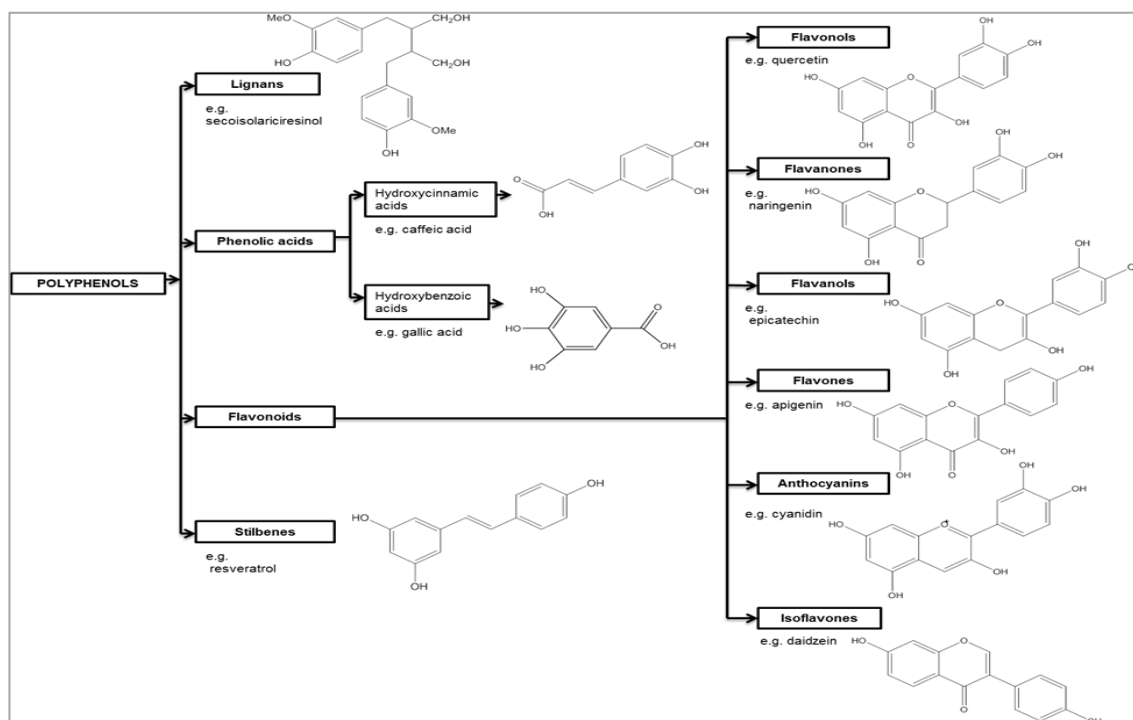 POLYPHENOLS
Lignans
e.g.
secoisolariciresinol
MeO
HO
CH₂OH
CH₂OH
OMe
OH
Phenolic acids
Hydroxycinnamic
acids
e.g. caffeic acid
O
OH
OH
OH
Hydroxybenzoic
acids
e.g. gallic acid
HO
HO
HO
O
OH
Flavonoids
Stilbenes
e.g.
resveratrol
HO
OH
OH
Flavonols
e.g. quercetin
OH
OH
HO
O
OH
OH
O
Flavanones
e.g.
naringenin
OH
OH
HO
O
OH
O
Flavanols
e.g.
epicatechin
OH
HO
O
OH
OH
Flavones
e.g. apigenin
OH
HO
O
OH
OH
O
Anthocyanins
e.g. cyanidin
OH
OH
HO
O
+
OH
OH
Isoflavones
e.g. daidzein
HO
O
O
OH